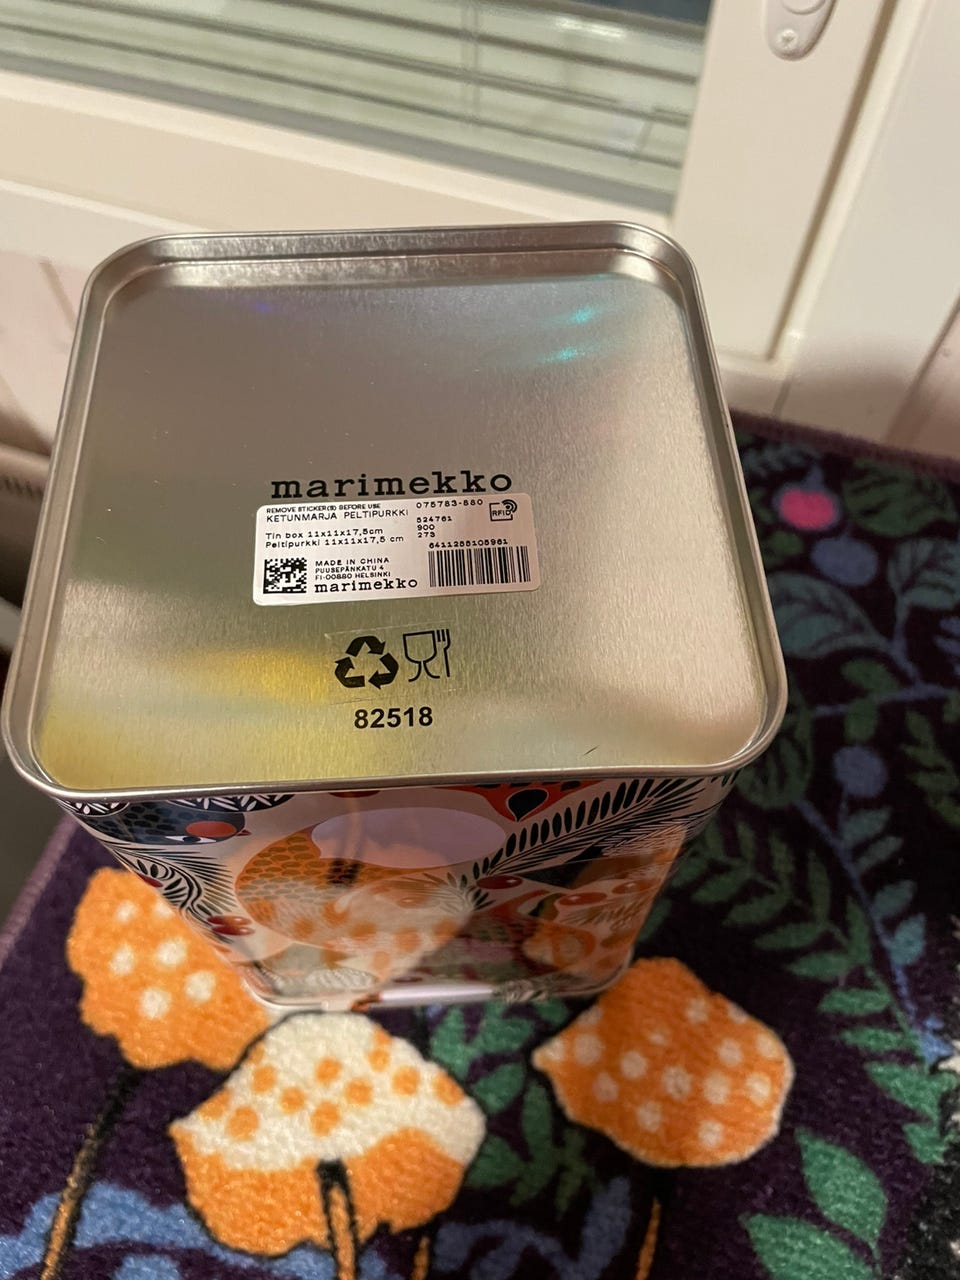 marimekko
REMOVE STICKER(S) BEFORE USE
KETUNMARJA PELTIPURKKI
075783-880
RFID
524761
900
273
Tin box 11x11x17,5cm
Peltipurkki 11x11x17,5 cm
6411255105961
MADE IN CHINA
PUUSEPÄNKATU 4
FI-00880 HELSINKI
marimekko
82518